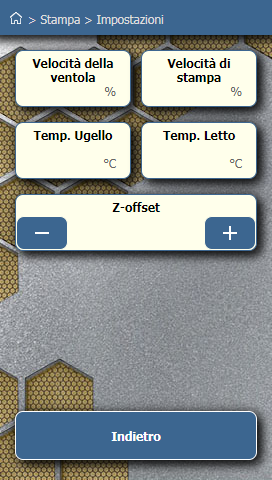 > Stampa > Impostazioni
Velocità della
ventola
%
Velocità di
stampa
%
Temp. Ugello
°C
Temp. Letto
°C
Z-offset
− +
Indietro